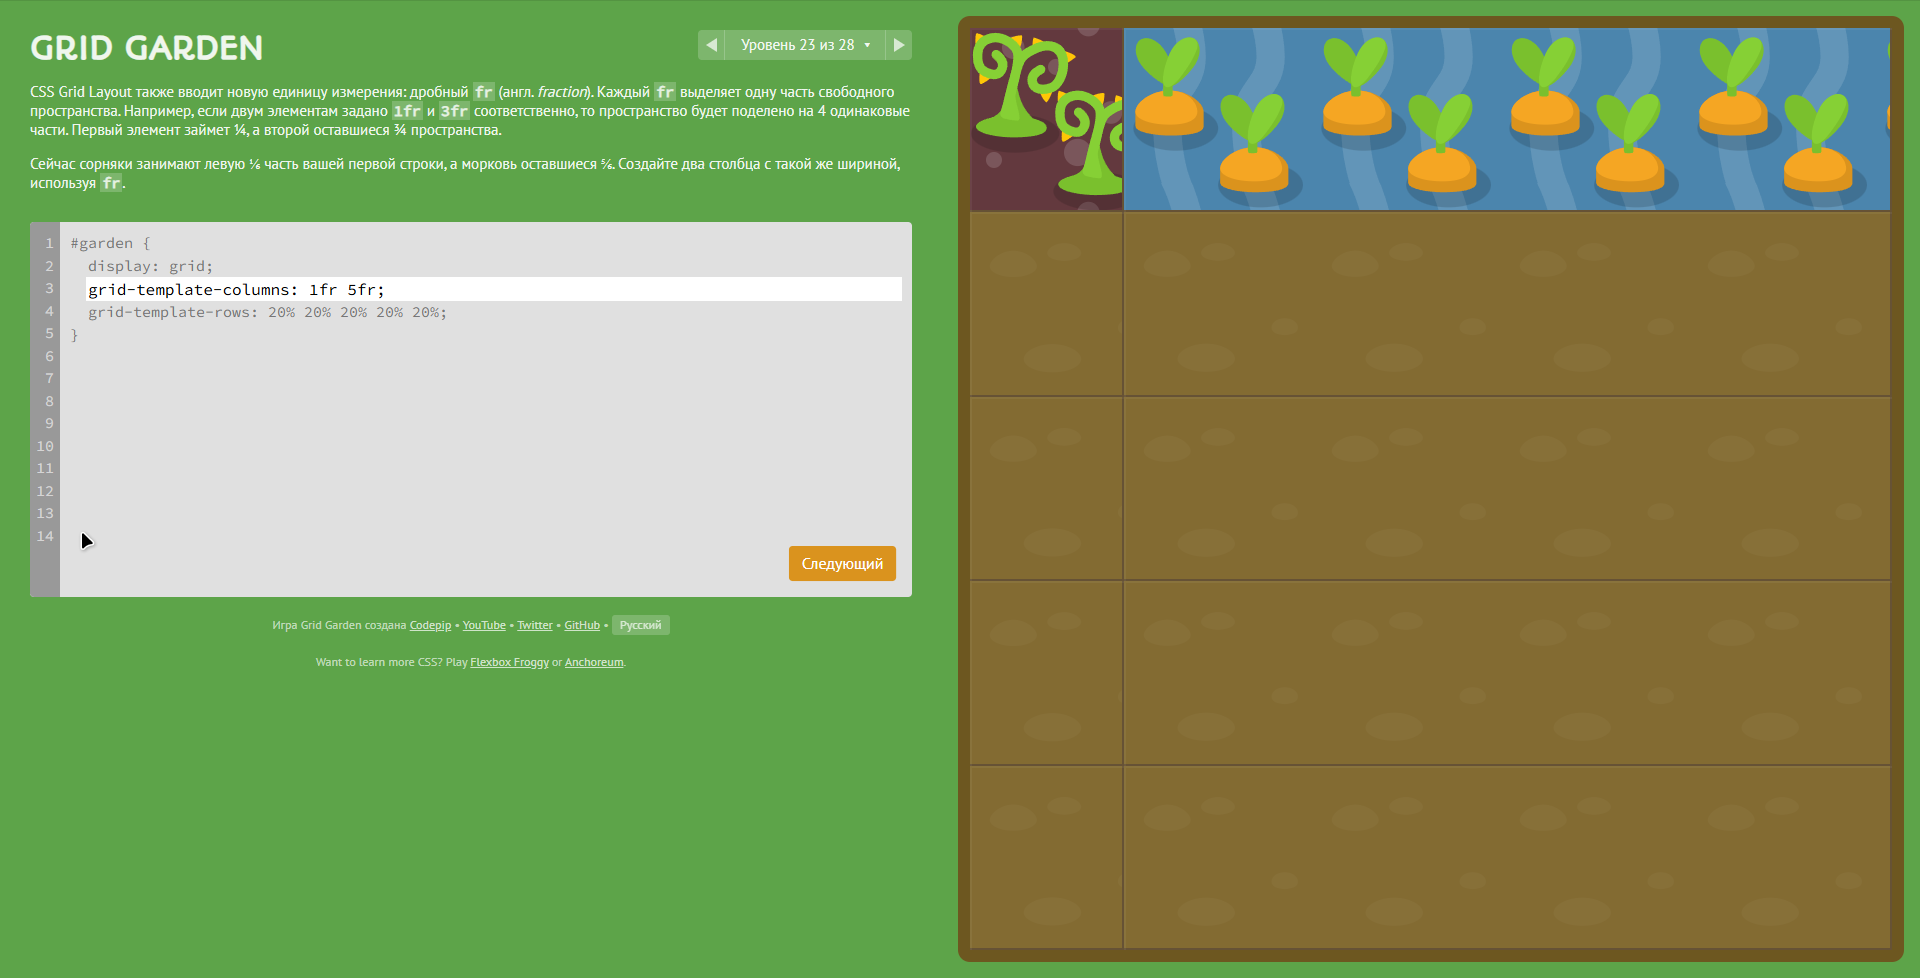 GRID GARDEN
Уровень 23 из 28
CSS Grid Layout также вводит новую единицу измерения: дробный fr (англ. fraction). Каждый fr выделяет одну часть свободного
пространства. Например, если двум элементам задано 1fr и 3fr соответственно, то пространство будет поделено на 4 одинаковые
части. Первый элемент займет ¼, а второй оставшиеся ¾ пространства.
Сейчас сорняки занимают левую ⅙ часть вашей первой строки, а морковь оставшиеся ⅚. Создайте два столбца с такой же шириной,
используя fr.
1 #garden {
2 display: grid;
3 grid-template-columns: 1fr 5fr;
4 grid-template-rows: 20% 20% 20% 20% 20%;
5 }
6
7
8
9
10
11
12
13
14
Следующий
Игра Grid Garden создана Codepip • YouTube • Twitter • GitHub • Русский
Want to learn more CSS? Play Flexbox Froggy or Anchoreum.